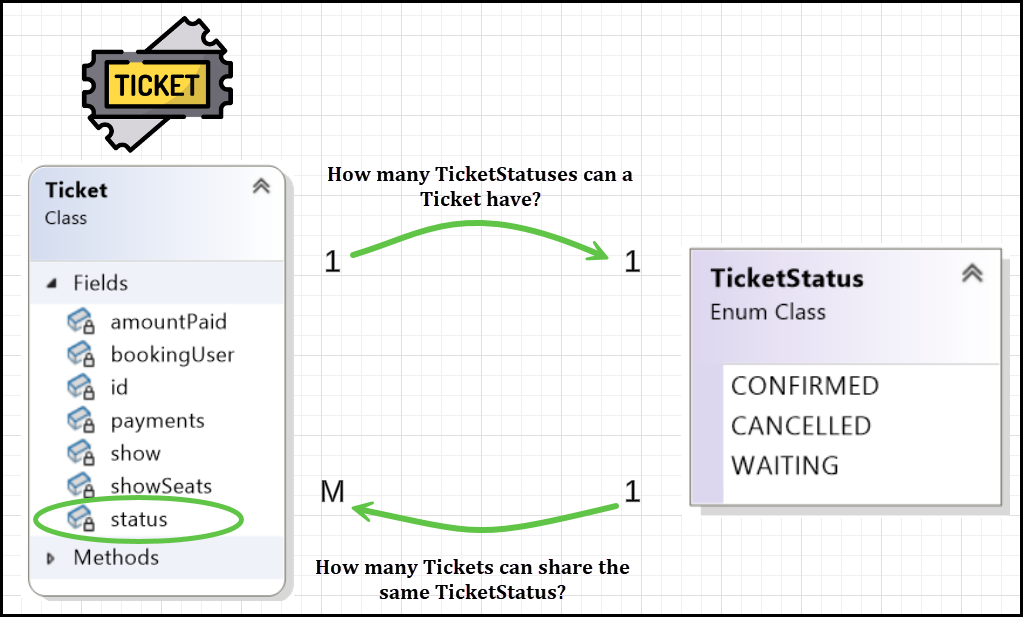 TICKET
Ticket
Class
Fields
amountPaid
bookingUser
id
payments
show
showSeats
status
Methods
How many TicketStatuses can a
Ticket have?
1
1
M
1
How many Tickets can share the
same TicketStatus?
TicketStatus
Enum Class
CONFIRMED
CANCELLED
WAITING